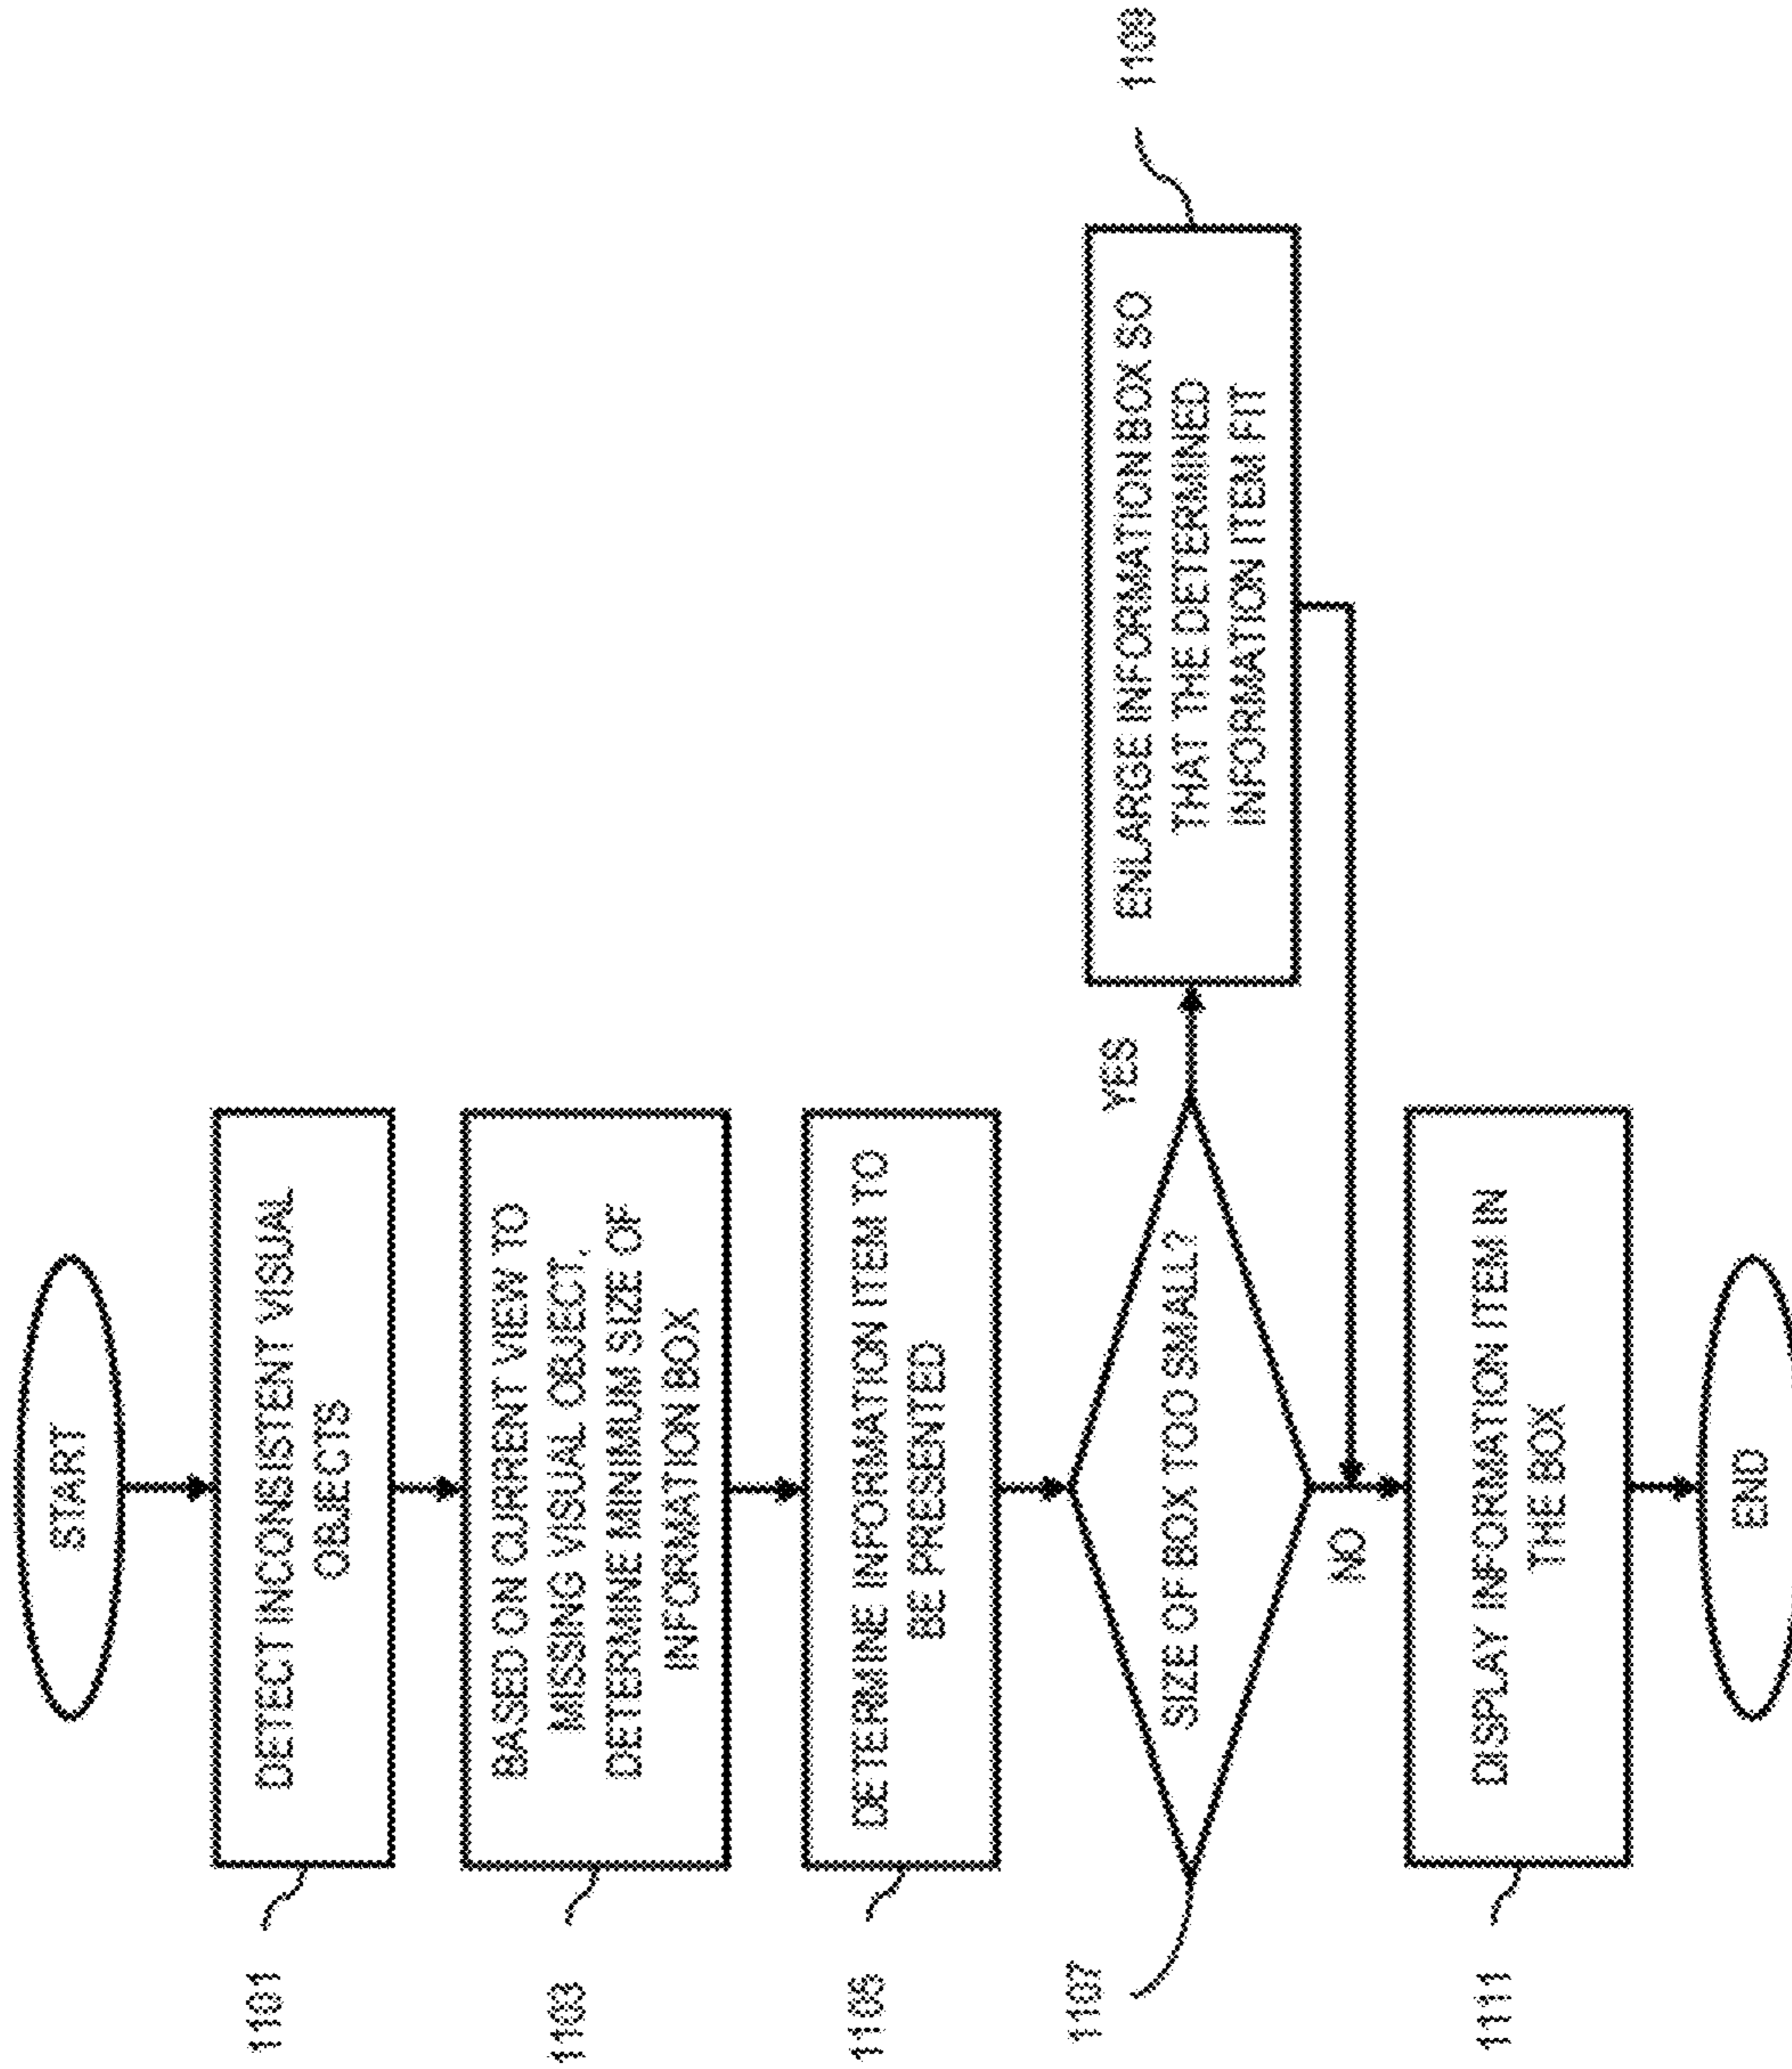 START
1101
DETECT INCONSISTENT VISUAL
OBJECTS
1103
BASED ON CURRENT VIEW TO
MISSING VISUAL OBJECT,
DETERMINE MINIMUM SIZE OF
INFORMATION BOX
1105
DETERMINE INFORMATION ITEM TO
BE PRESENTED
1107
SIZE OF BOX TOO SMALL?
YES
1109
ENLARGE INFORMATION BOX SO
THAT THE DETERMINED
INFORMATION ITEM FIT
NO
1111
DISPLAY INFORMATION ITEM IN
THE BOX
END